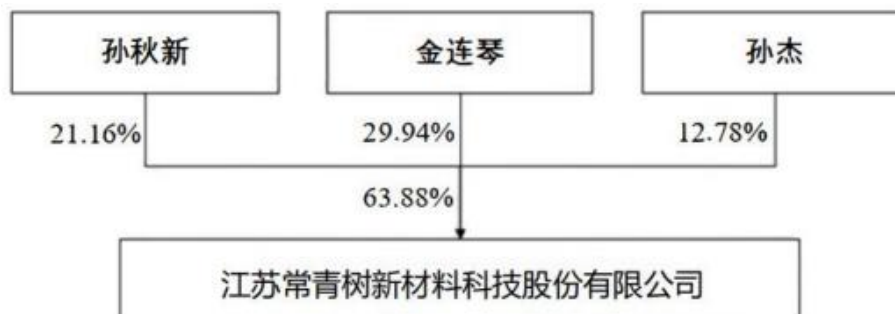 孙秋新
金连琴
孙杰
21.16%
29.94%
12.78%
63.88%
江苏常青树新材料科技股份有限公司